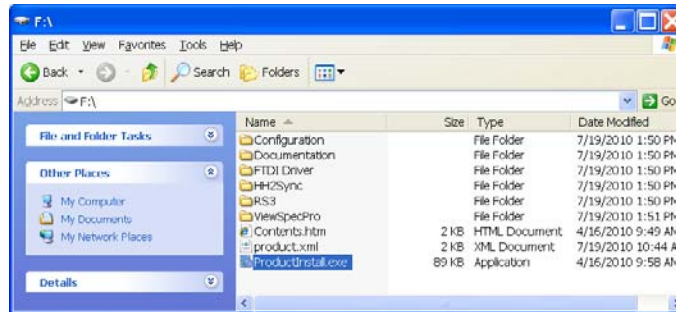 F:\
File Edit View Favorites Tools Help
Back Search Folders
Address F:\ Go
Name Size Type Date Modified
File and Folder Tasks
Other Places
My Computer
My Documents
My Network Places
Details
Configuration File Folder 7/19/2010 1:50 PM
Documentation File Folder 7/19/2010 1:50 PM
FTDI Driver File Folder 7/19/2010 1:50 PM
HH2Sync File Folder 7/19/2010 1:50 PM
RS3 File Folder 7/19/2010 1:50 PM
ViewSpecPro File Folder 7/19/2010 1:51 PM
Contents.htm 2 KB HTML Document 4/16/2010 9:49 AM
product.xml 2 KB XML Document 7/19/2010 10:44 A
ProductInstall.exe 89 KB Application 4/16/2010 9:58 AM